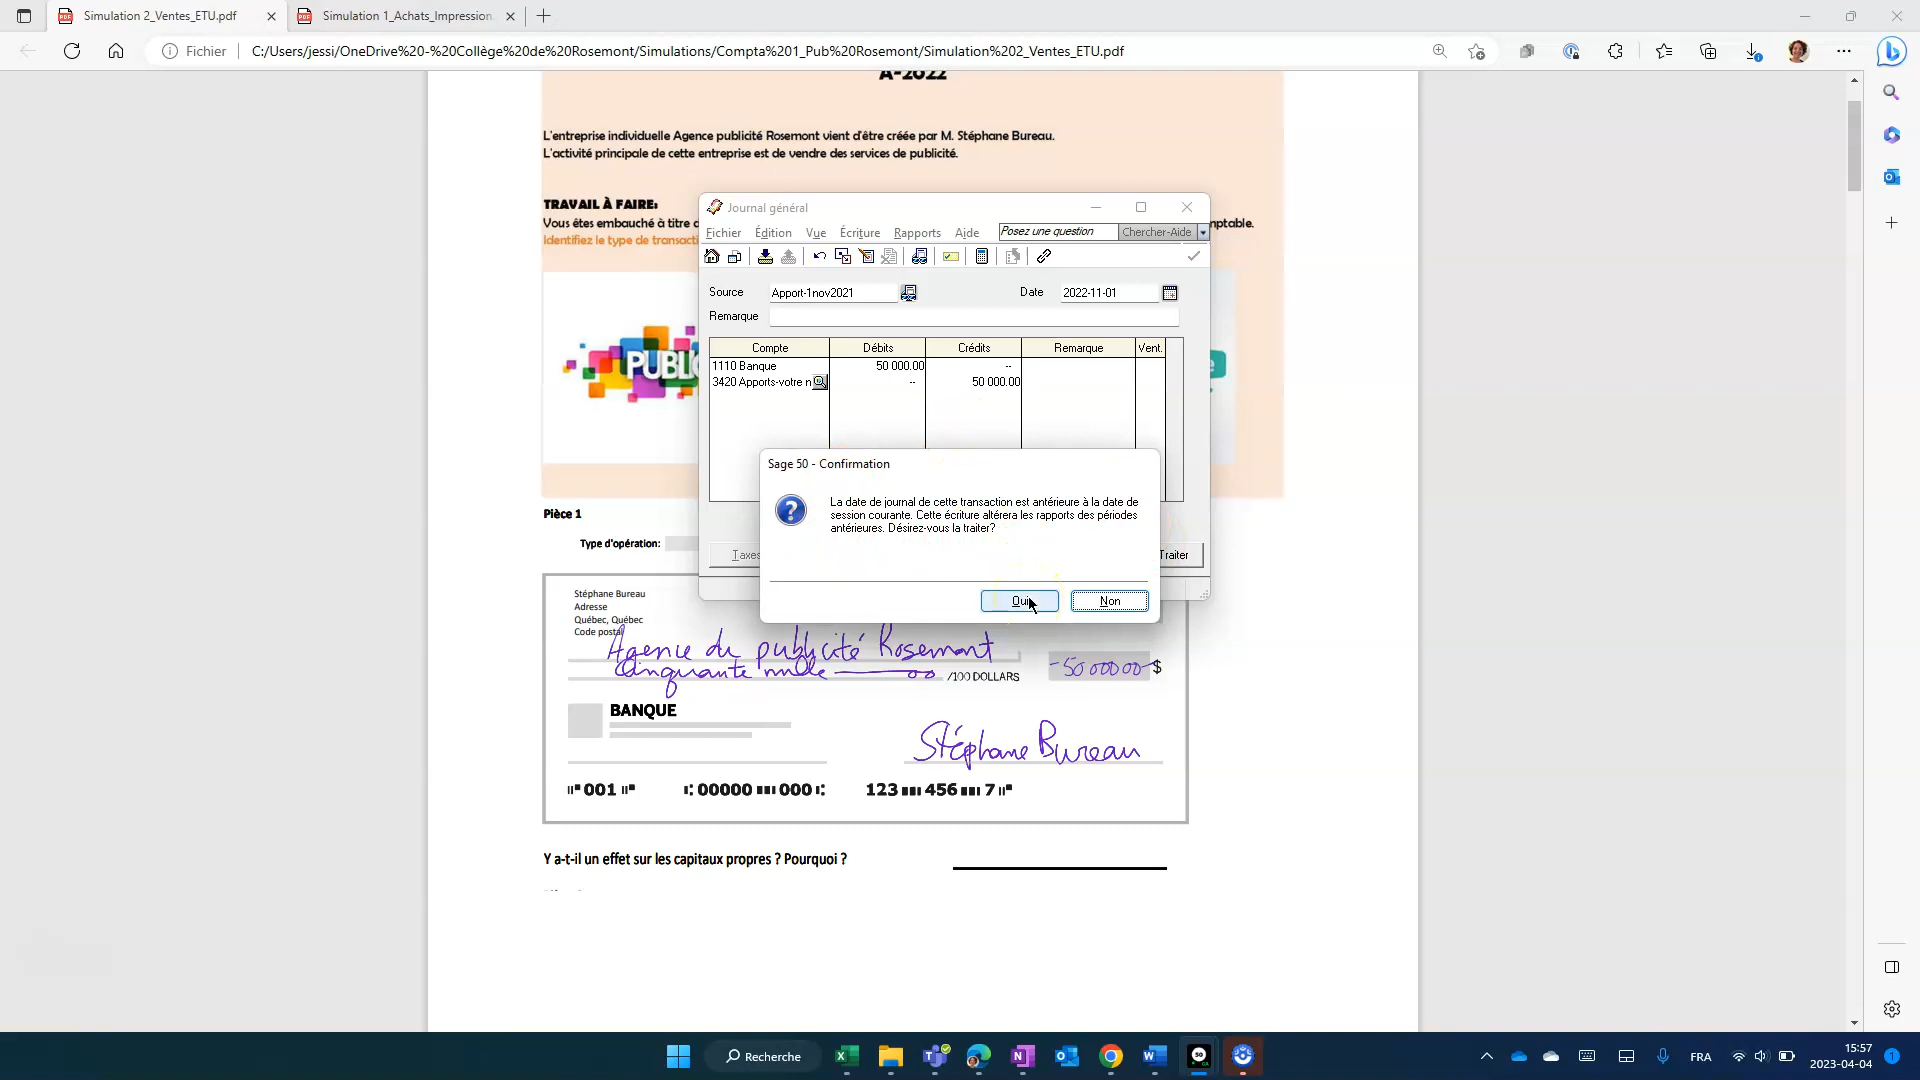 Simulation 2_Ventes_ETU.pdf
Simulation 1_Achats_Impression
Fichier
C:/Users/jessi/OneDrive%20-%20Collège%20de%20Rosemont/Simulations/Compta%201_Pub%20Rosemont/Simulation%202_Ventes_ETU.pdf
A-2022
L'entreprise individuelle Agence publicité Rosemont vient d'être créée par M. Stéphane Bureau.
L'activité principale de cette entreprise est de vendre des services de publicité.
TRAVAIL À FAIRE:
Vous êtes embauché à titre d
mptable.
Identifiez le type de transacti
PUBL
Journal général
Fichier Édition Vue Écriture Rapports Aide
Posez une question
Chercher-Aide
Source
Apport-1nov2021
Date
2022-11-01
Remarque
Compte Débits Crédits Remarque Vent.
1110 Banque 50 000.00 --
3420 Apports-votre n -- 50 000.00
Taxes
Traiter
Sage 50 - Confirmation
La date de journal de cette transaction est antérieure à la date de
session courante. Cette écriture altérera les rapports des périodes
antérieures. Désirez-vous la traiter?
Oui
Non
Pièce 1
Type d'opération:
Stéphane Bureau
Adresse
Québec, Québec
Code postal
Agence de publicité Rosemont
Cinquante mille 00 /100 DOLLARS
-50 000 00- $
BANQUE
Stéphane Bureau
⑈001⑈ ⑆00000⑉000⑆ 123⑉456⑉7⑈
Y a-t-il un effet sur les capitaux propres ? Pourquoi ?
Recherche
FRA
15:57
2023-04-04
1